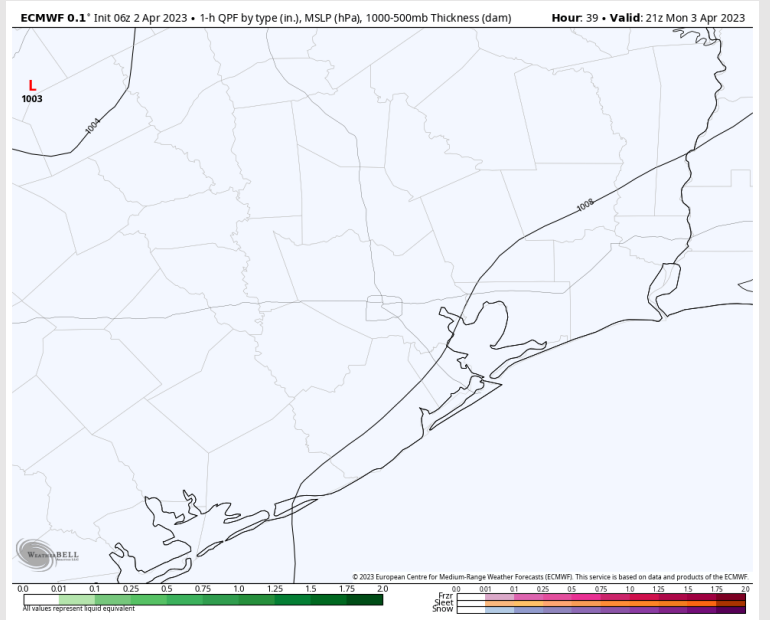 ECMWF 0.1° Init 06z 2 Apr 2023 • 1-h QPF by type (in.), MSLP (hPa), 1000-500mb Thickness (dam) Hour: 39 • Valid: 21z Mon 3 Apr 2023
L
1003
1004
1008
WEATHERBELL
© 2023 European Centre for Medium-Range Weather Forecasts (ECMWF). This service is based on data and products of the ECMWF.
0.0 0.01 0.1 0.25 0.5 0.75 1.0 1.25 1.5 1.75 2.0
All values represent liquid equivalent
0.0 0.01 0.1 0.25 0.5 0.75 1.0 1.25 1.5 1.75 2.0
Frzr
Sleet
Snow